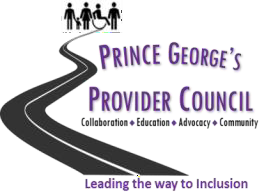 PRINCE GEORGE'S
PROVIDER COUNCIL
Collaboration ◆ Education ◆ Advocacy ◆ Community
Leading the way to Inclusion